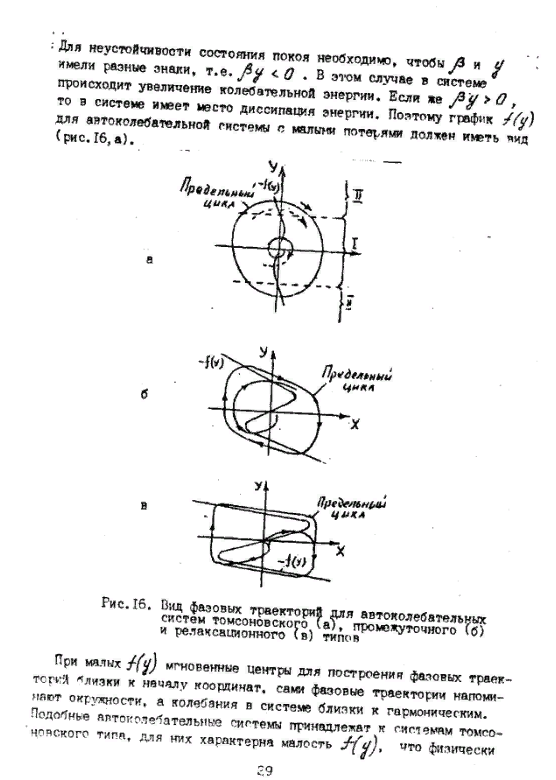 Для неустойчивости состояния покоя необходимо, чтобы β и y
имели разные знаки, т.е. βy < 0 . В этом случае в системе
происходит увеличение колебательной энергии. Если же βy > 0 ,
то в системе имеет место диссипация энергии. Поэтому график f(y)
для автоколебательной системы с малыми потерями должен иметь вид
(рис.16,а).
y
-f(y)
Предельный
цикл
II
I
II
а
y
-f(y)
Предельный
цикл
б
x
y
в
Предельный
цикл
x
-f(y)
Рис.16. Вид фазовых траекторий для автоколебательных
систем томсоновского (а), промежуточного (б)
и релаксационного (в) типов
При малых f(y) мгновенные центры для построения фазовых траек-
торий близки к началу координат, сами фазовые траектории напоми-
нают окружности, а колебания в системе близки к гармоническим.
Подобные автоколебательные системы принадлежат к системам томсо-
новского типа, для них характерна малость f(y), что физически
29